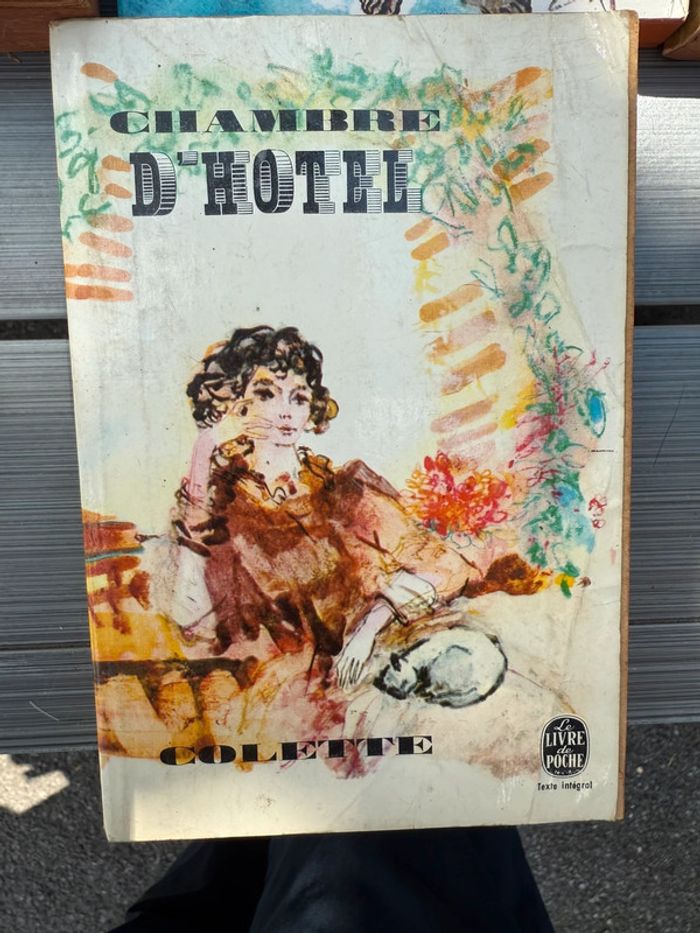 CHAMBRE
D'HOTEL
COLETTE
Le
LIVRE
de
POCHE
Texte intégral